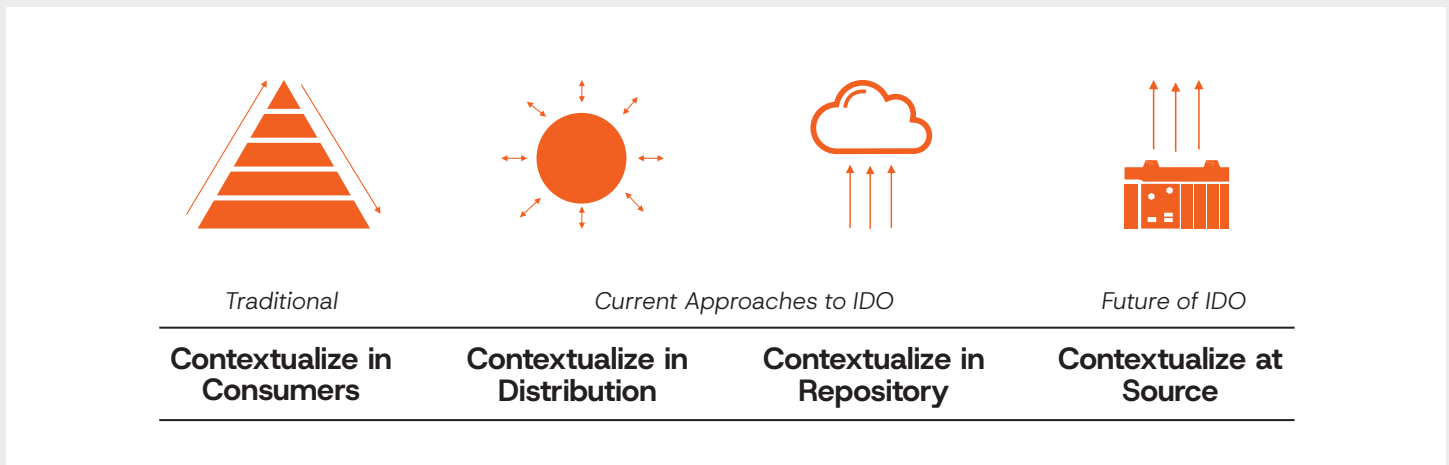 Traditional
Current Approaches to IDO
Future of IDO
Contextualize in
Consumers
Contextualize in
Distribution
Contextualize in
Repository
Contextualize at
Source